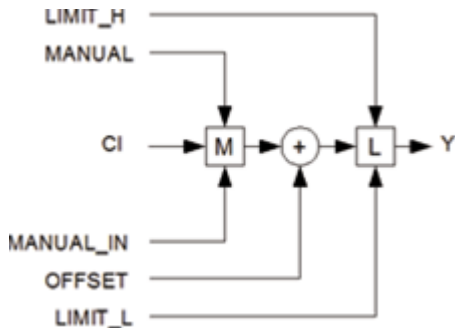 LIMIT_H
MANUAL
CI M + L Y
MANUAL_IN
OFFSET
LIMIT_L